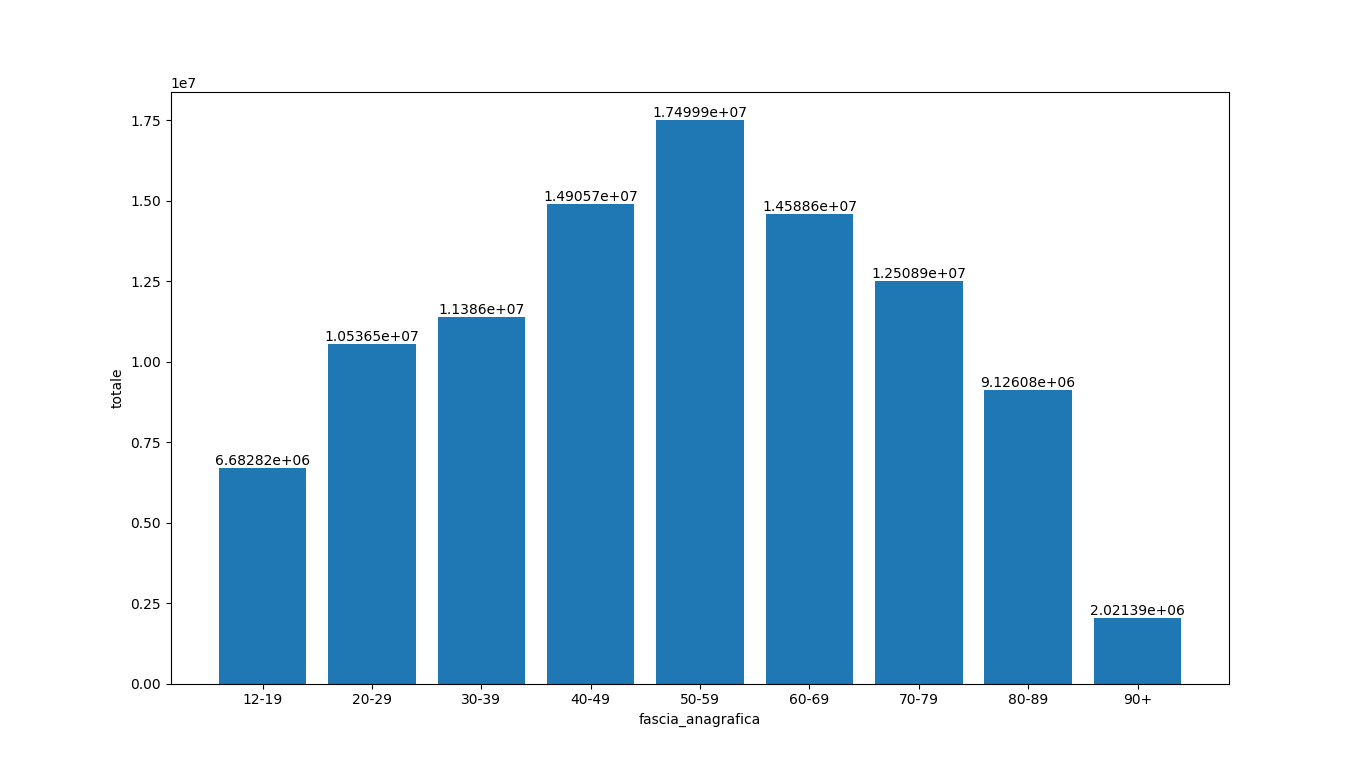 1e7
1.75
1.50
1.25
1.00
0.75
0.50
0.25
0.00
totale
6.68282e+06
1.05365e+07
1.1386e+07
1.49057e+07
1.74999e+07
1.45886e+07
1.25089e+07
9.12608e+06
2.02139e+06
12-19 20-29 30-39 40-49 50-59 60-69 70-79 80-89 90+
fascia_anagrafica